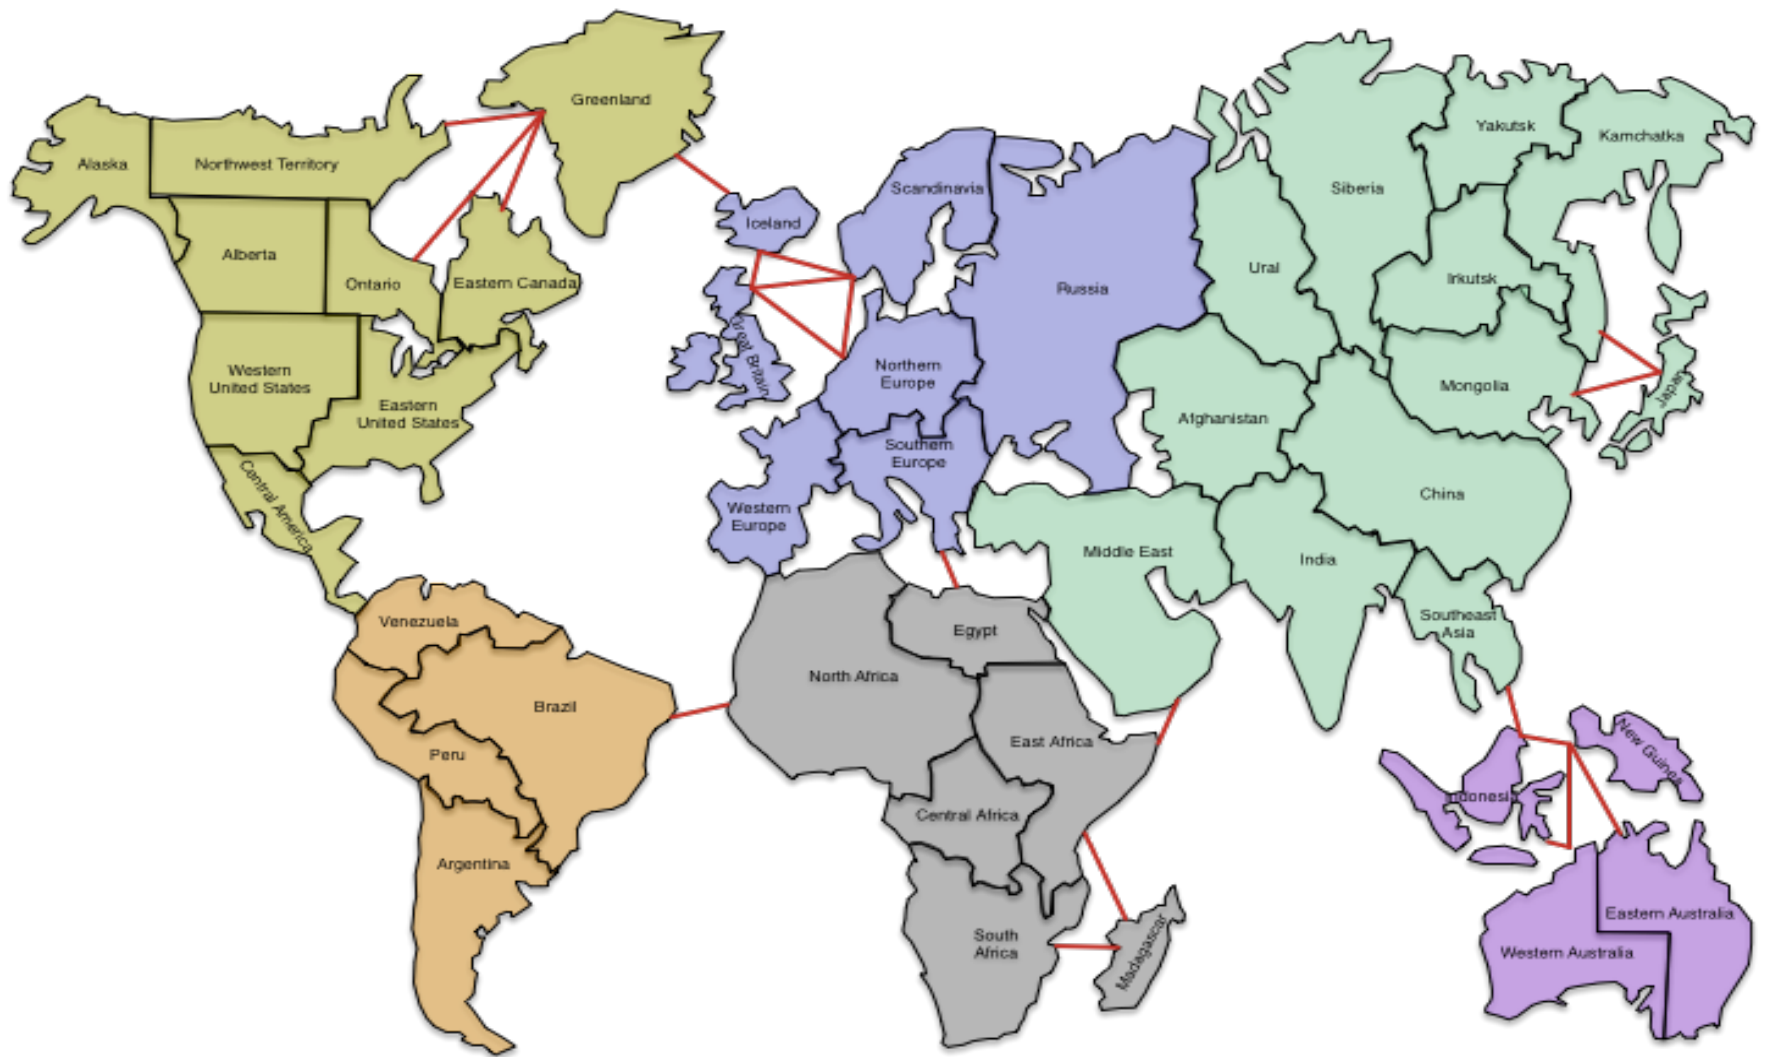 Greenland
Alaska
Northwest Territory
Alberta
Ontario
Eastern Canada
Western
United States
Eastern
United States
Central America
Venezuela
Brazil
Peru
Argentina
Iceland
Scandinavia
Great Britain
Russia
Northern
Europe
Southern
Europe
Western
Europe
North Africa
Egypt
East Africa
Central Africa
South
Africa
Madagascar
Ural
Siberia
Yakutsk
Kamchatka
Irkutsk
Mongolia
Japan
Afghanistan
China
Middle East
India
Southeast
Asia
Indonesia
New Guinea
Eastern Australia
Western Australia